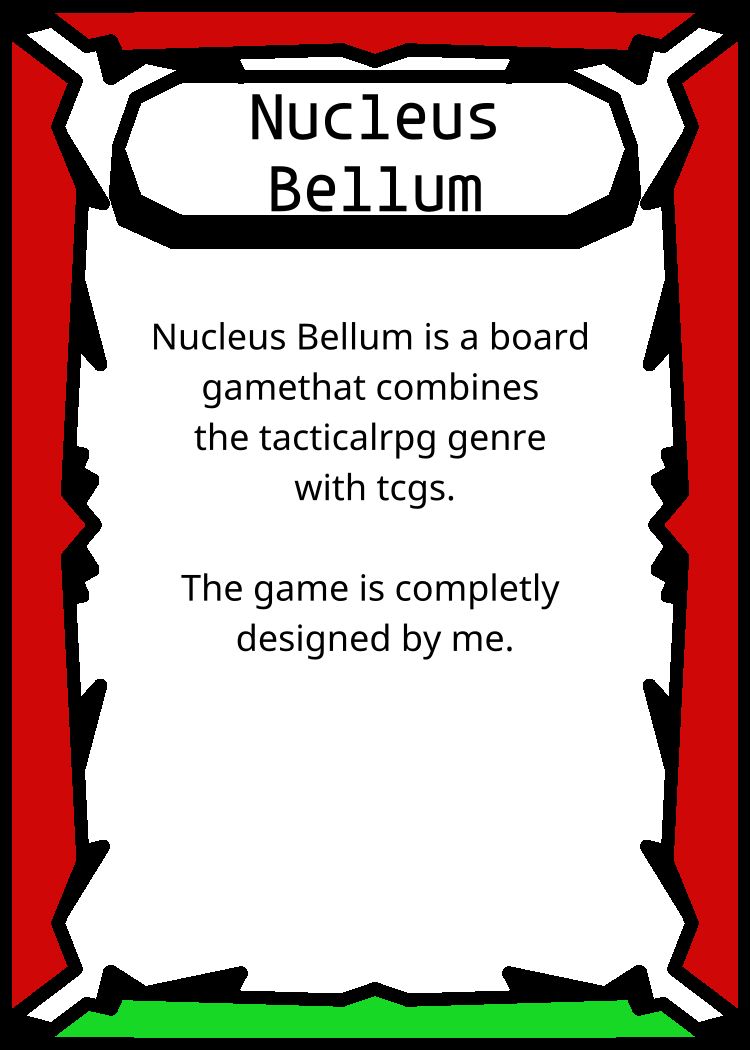 Nucleus
Bellum
Nucleus Bellum is a board
gamethat combines
the tacticalrpg genre
with tcgs.
The game is completly
designed by me.